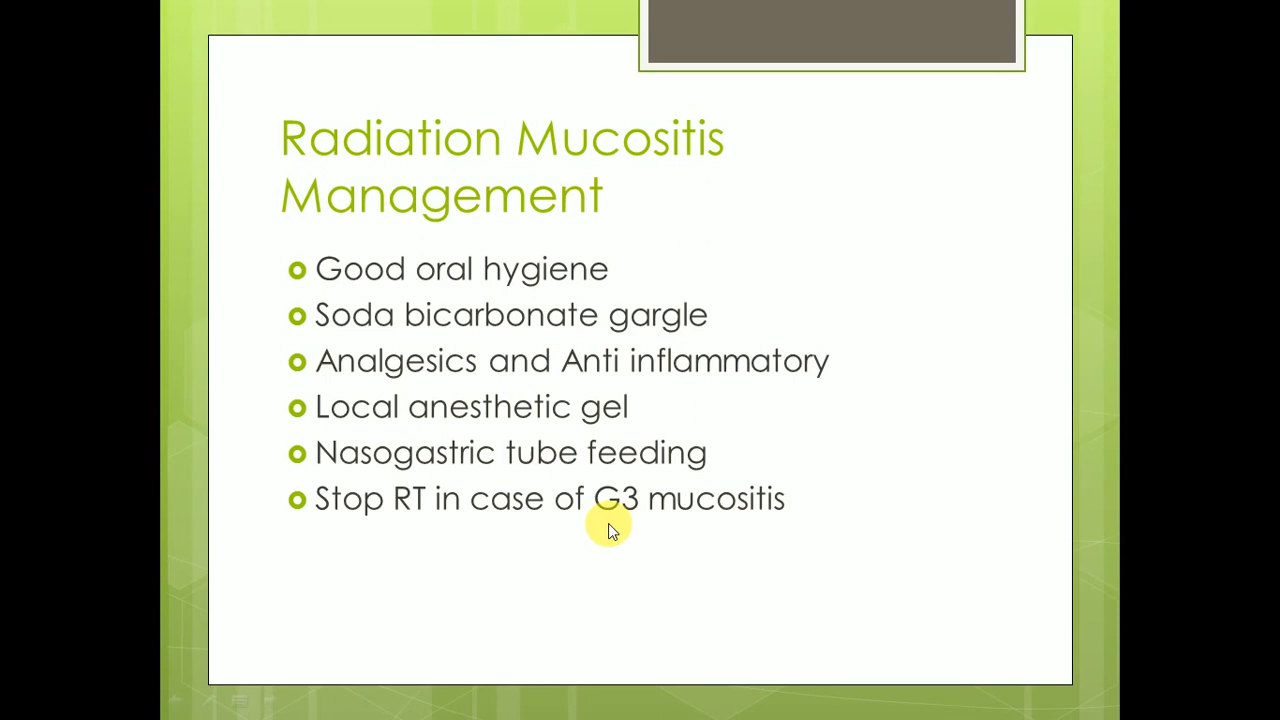 Radiation Mucositis
Management
Good oral hygiene
Soda bicarbonate gargle
Analgesics and Anti inflammatory
Local anesthetic gel
Nasogastric tube feeding
Stop RT in case of G3 mucositis